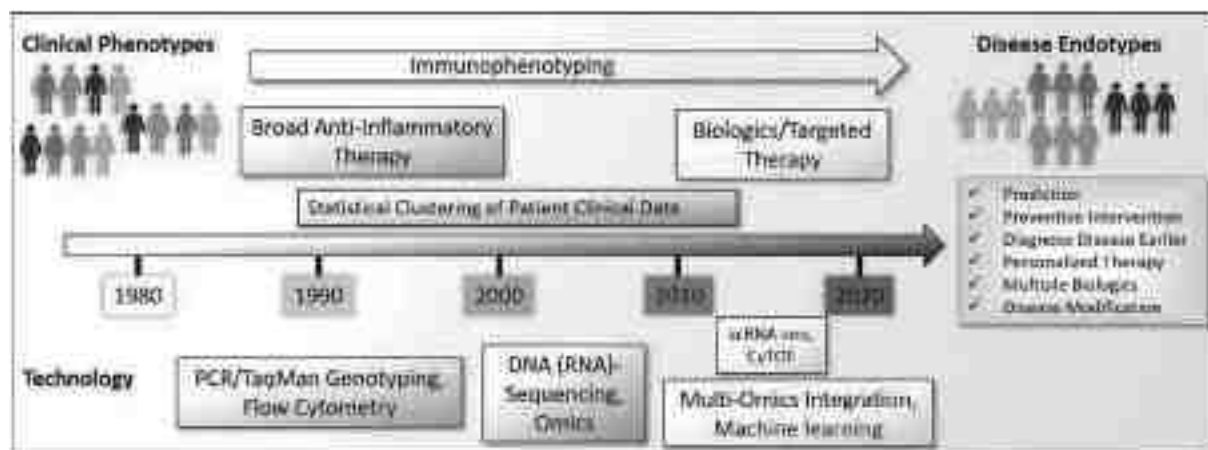 Clinical Phenotypes
Immunophenotyping
Disease Endotypes
Broad Anti-Inflammatory
Therapy
Biologics/Targeted
Therapy
Statistical Clustering of Patient Clinical Data
Prediction
Preventive Intervention
Diagnose Disease Earlier
Personalized Therapy
Multiple Biologics
Disease Modification
1980
1990
2000
2010
2020
scRNA
CyTOF
Technology
PCR/TaqMan Genotyping,
Flow Cytometry
DNA (RNA)-
Sequencing,
Omics
Multi-Omics Integration,
Machine learning